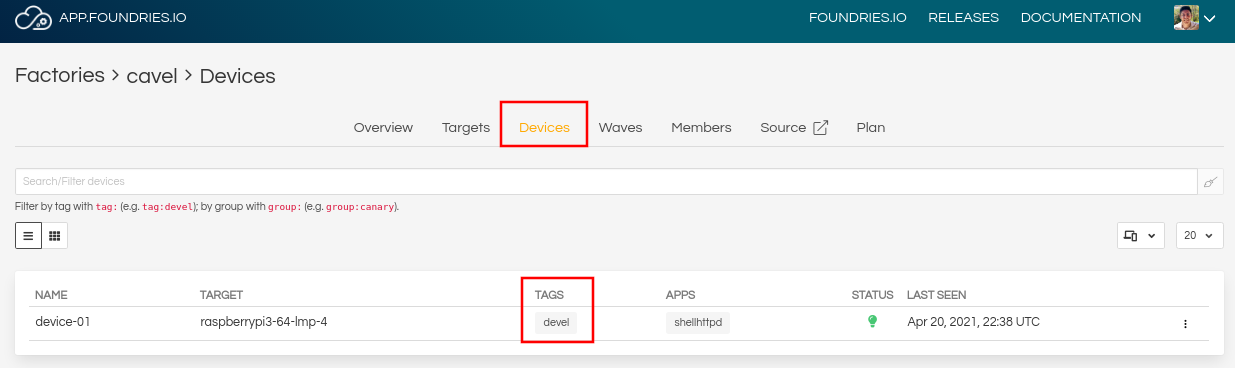 APP.FOUNDRIES.IO FOUNDRIES.IO RELEASES DOCUMENTATION
Factories > cavel > Devices
Overview Targets Devices Waves Members Source Plan
Search/Filter devices
Filter by tag with tag: (e.g. tag:devel); by group with group: (e.g. group:canary).
20
NAME TARGET TAGS APPS STATUS LAST SEEN
device-01 raspberrypi3-64-lmp-4 devel shellhttpd Apr 20, 2021, 22:38 UTC